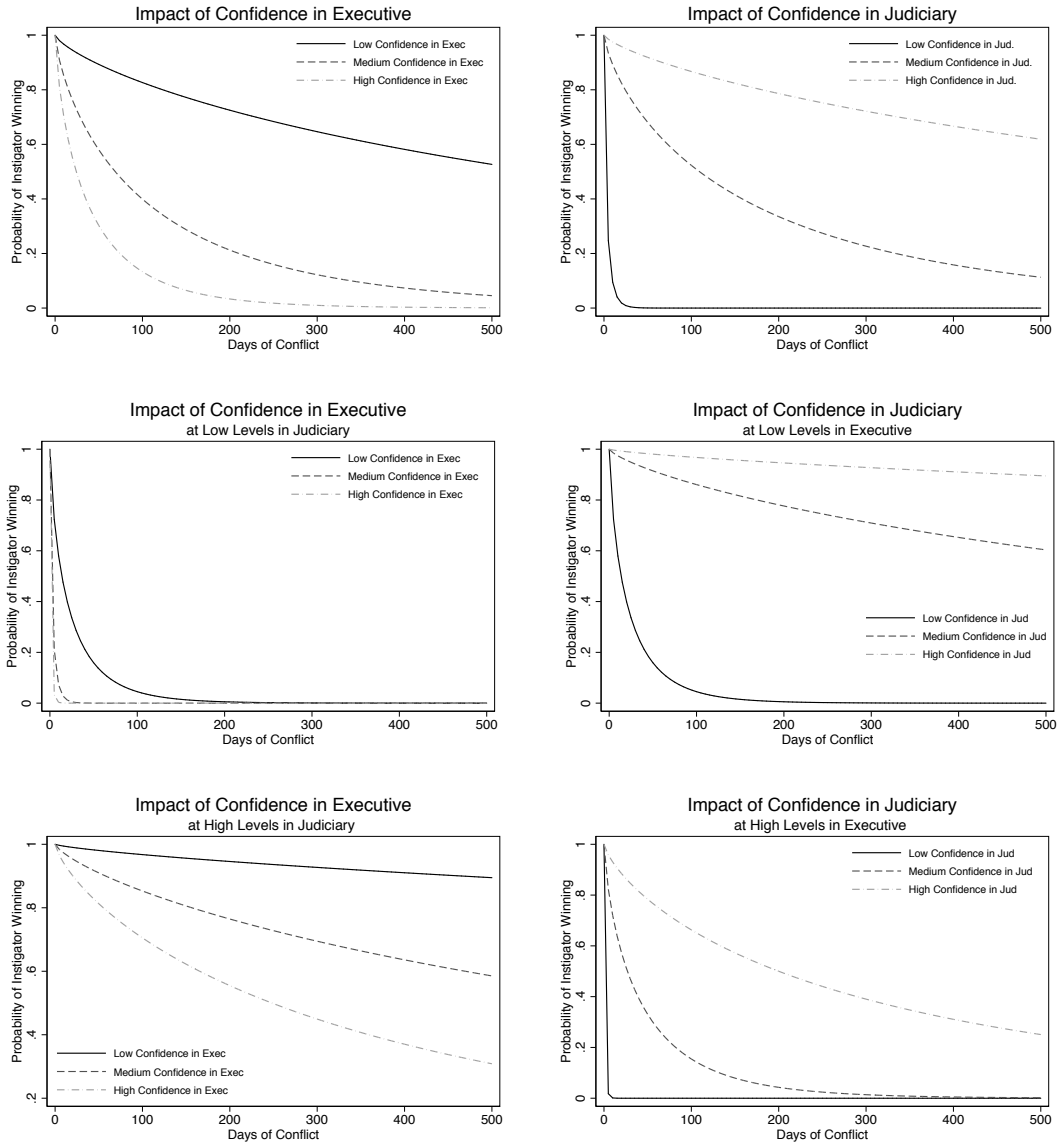 Impact of Confidence in Executive
Low Confidence in Exec
Medium Confidence in Exec
High Confidence in Exec
Probability of Instigator Winning
0 .2 .4 .6 .8 1
0 100 200 300 400 500
Days of Conflict
Impact of Confidence in Judiciary
Low Confidence in Jud.
Medium Confidence in Jud.
High Confidence in Jud.
Probability of Instigator Winning
0 .2 .4 .6 .8 1
0 100 200 300 400 500
Days of Conflict
Impact of Confidence in Executive
at Low Levels in Judiciary
Low Confidence in Exec
Medium Confidence in Exec
High Confidence in Exec
Probability of Instigator Winning
0 .2 .4 .6 .8 1
0 100 200 300 400 500
Days of Conflict
Impact of Confidence in Judiciary
at Low Levels in Executive
Low Confidence in Jud
Medium Confidence in Jud
High Confidence in Jud
Probability of Instigator Winning
0 .2 .4 .6 .8 1
0 100 200 300 400 500
Days of Conflict
Impact of Confidence in Executive
at High Levels in Judiciary
Low Confidence in Exec
Medium Confidence in Exec
High Confidence in Exec
Probability of Instigator Winning
.2 .4 .6 .8 1
0 100 200 300 400 500
Days of Conflict
Impact of Confidence in Judiciary
at High Levels in Executive
Low Confidence in Jud
Medium Confidence in Jud
High Confidence in Jud
Probability of Instigator Winning
0 .2 .4 .6 .8 1
0 100 200 300 400 500
Days of Conflict